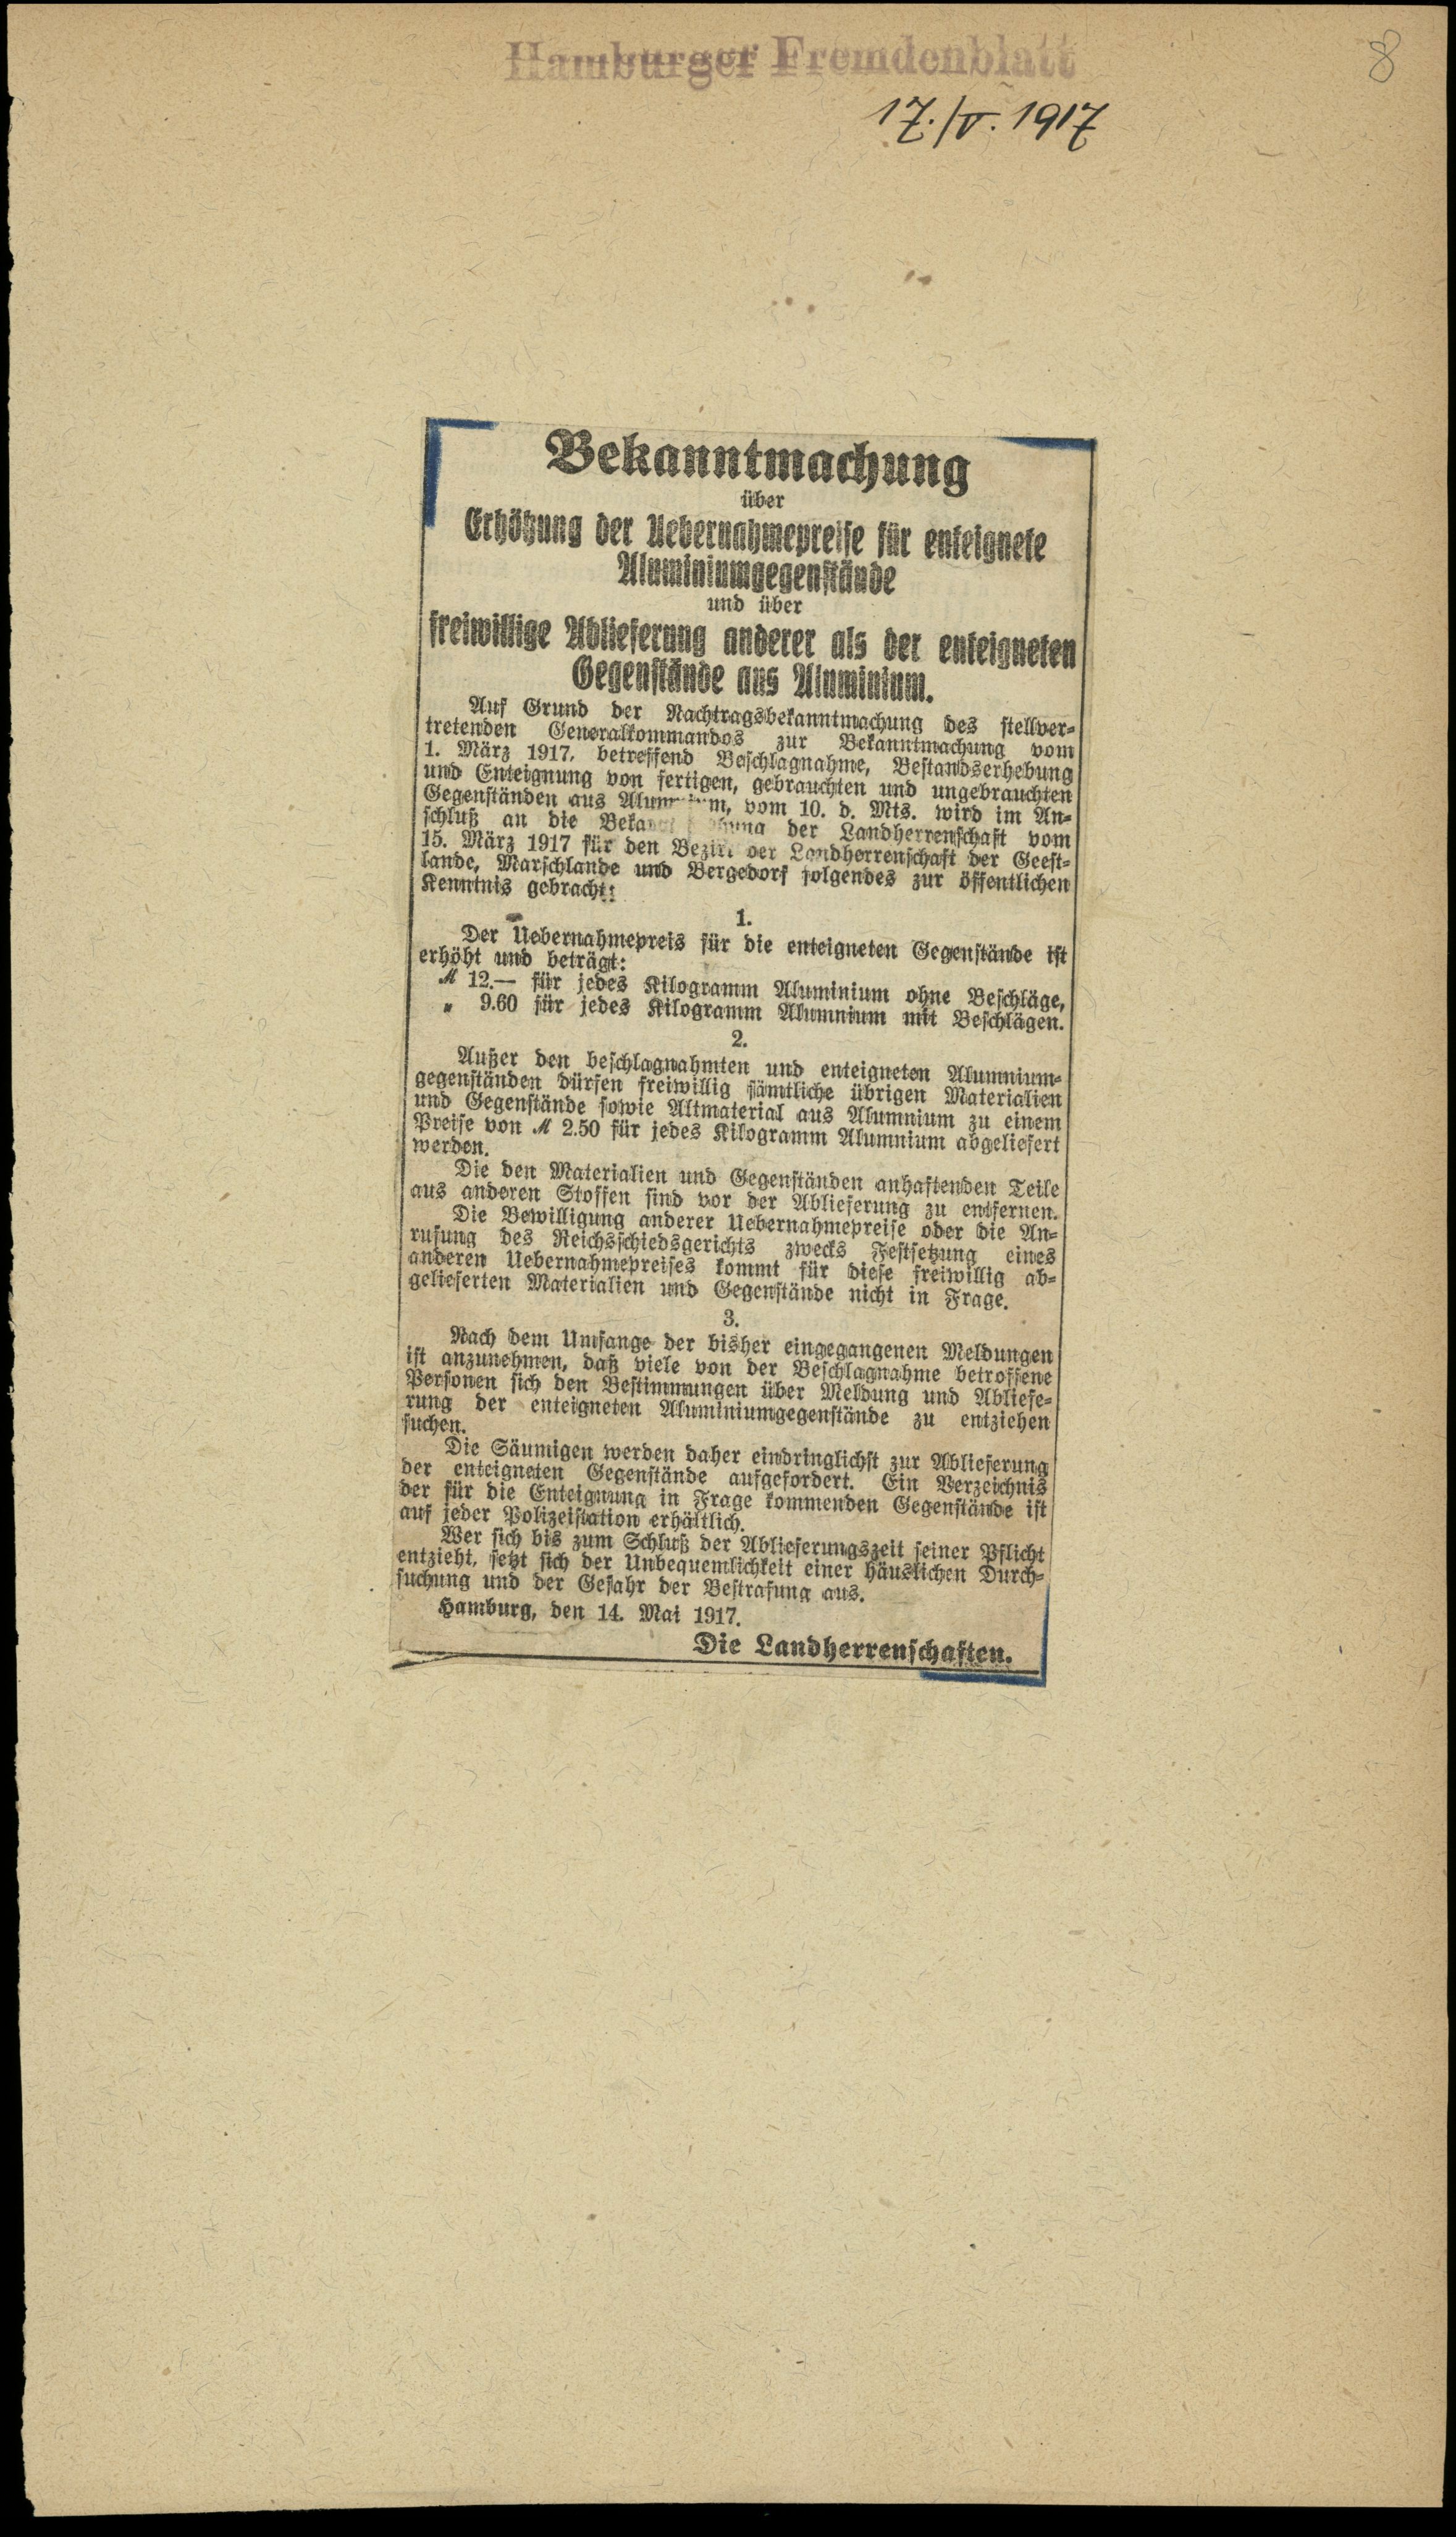 Hamburger Fremdenblatt
8
17./V. 1917
Bekanntmachung
über
Erhöhung der Uebernahmepreise für enteignete
Aluminiumgegenstände
und über
freiwillige Ablieferung anderer als der enteigneten
Gegenstände aus Aluminium.
Auf Grund der Nachtragsbekanntmachung des stellver-
tretenden Generalkommandos zur Bekanntmachung vom
1. März 1917, betreffend Beschlagnahme, Bestandserhebung
und Enteignung von fertigen, gebrauchten und ungebrauchten
Gegenständen aus Aluminium, vom 10. d. Mts. wird im An-
schluß an die Bekanntmachung der Landherrenschaft vom
15. März 1917 für den Bezirk der Landherrenschaft der Geest-
lande, Marschlande und Bergedorf folgendes zur öffentlichen
Kenntnis gebracht:
1.
Der Uebernahmepreis für die enteigneten Gegenstände ist
erhöht und beträgt:
M 12.— für jedes Kilogramm Aluminium ohne Beschläge,
„ 9.60 für jedes Kilogramm Alumnium mit Beschlägen.
2.
Außer den beschlagnahmten und enteigneten Alumnium-
gegenständen dürfen freiwillig sämtliche übrigen Materialien
und Gegenstände sowie Altmaterial aus Alumnium zu einem
Preise von M 2.50 für jedes Kilogramm Alumnium abgeliefert
werden.
Die den Materialien und Gegenständen anhaftenden Teile
aus anderen Stoffen sind vor der Ablieferung zu entfernen.
Die Bewilligung anderer Uebernahmepreise oder die An-
rufung des Reichsschiedsgerichts zwecks Festsetzung eines
anderen Uebernahmepreises kommt für diese freiwillig ab-
gelieferten Materialien und Gegenstände nicht in Frage.
3.
Nach dem Umfange der bisher eingegangenen Meldungen
ist anzunehmen, daß viele von der Beschlagnahme betroffene
Personen sich den Bestimmungen über Meldung und Abliefe-
rung der enteigneten Aluminiumgegenstände zu entziehen
suchen.
Die Säumigen werden daher eindringlichst zur Ablieferung
der enteigneten Gegenstände aufgefordert. Ein Verzeichnis
der für die Enteignung in Frage kommenden Gegenstände ist
auf jeder Polizeistation erhältlich.
Wer sich bis zum Schluß der Ablieferungszeit seiner Pflicht
entzieht, setzt sich der Unbequemlichkeit einer häuslichen Durch-
suchung und der Gefahr der Bestrafung aus.
Hamburg, den 14. Mai 1917.
Die Landherrenschaften.